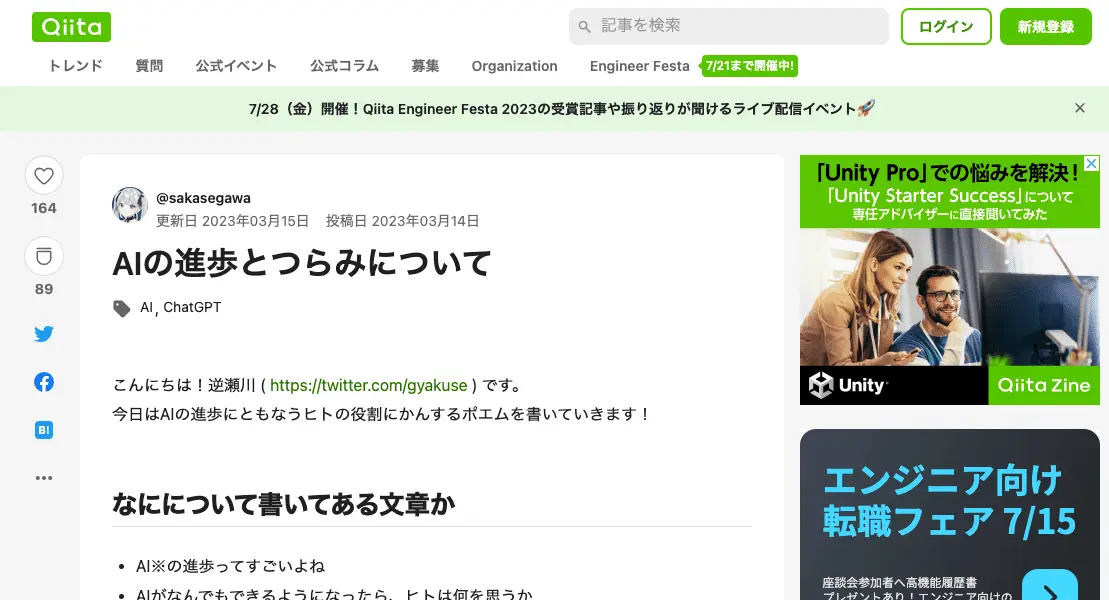 Qiita
記事を検索
ログイン
新規登録
トレンド 質問 公式イベント 公式コラム 募集 Organization Engineer Festa 7/21まで開催中!
7/28（金）開催！Qiita Engineer Festa 2023の受賞記事や振り返りが聞けるライブ配信イベント🚀
164
89
B!
@sakasegawa
更新日 2023年03月15日 投稿日 2023年03月14日
AIの進歩とつらみについて
AI, ChatGPT
こんにちは！逆瀬川 ( https://twitter.com/gyakuse ) です。
今日はAIの進歩にともなうヒトの役割にかんするポエムを書いていきます！
なにについて書いてある文章か
• AI※の進歩ってすごいよね
• AIがなんでもできるようになったら、ヒトは何を思うか
「Unity Pro」での悩みを解決！
「Unity Starter Success」について
専任アドバイザーに直接聞いてみた
Unity
Qiita Zine
エンジニア向け
転職フェア 7/15
座談会参加者へ高機能履歴書
プレゼントあり！エンジニア向けの